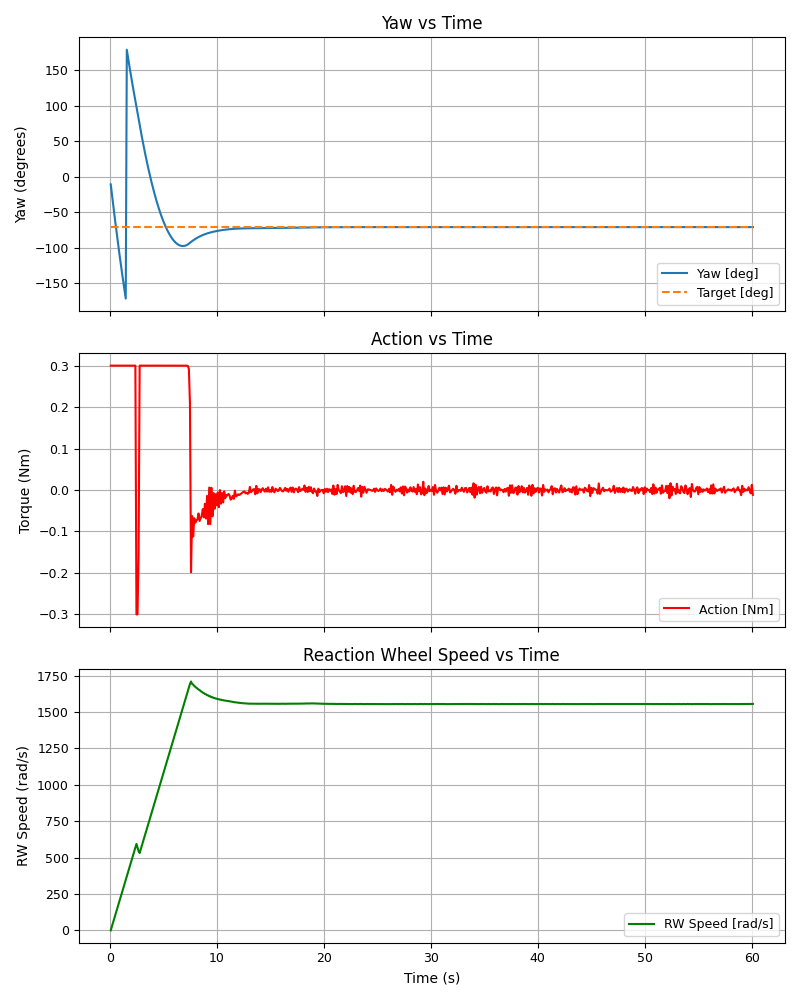 Yaw vs Time
150
100
50
0
−50
−100
−150
Yaw (degrees)
Yaw [deg]
Target [deg]
Action vs Time
0.3
0.2
0.1
0.0
−0.1
−0.2
−0.3
Torque (Nm)
Action [Nm]
Reaction Wheel Speed vs Time
1750
1500
1250
1000
750
500
250
0
RW Speed (rad/s)
RW Speed [rad/s]
0 10 20 30 40 50 60
Time (s)